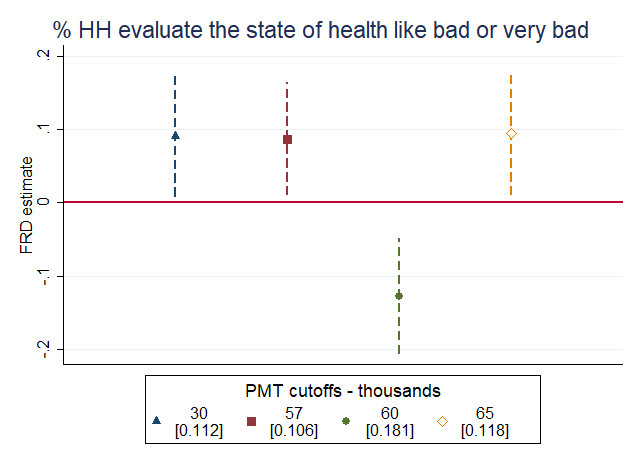 % HH evaluate the state of health like bad or very bad
FRD estimate
.2
.1
0
-.1
-.2
PMT cutoffs - thousands
30 57 60 65
[0.112] [0.106] [0.181] [0.118]